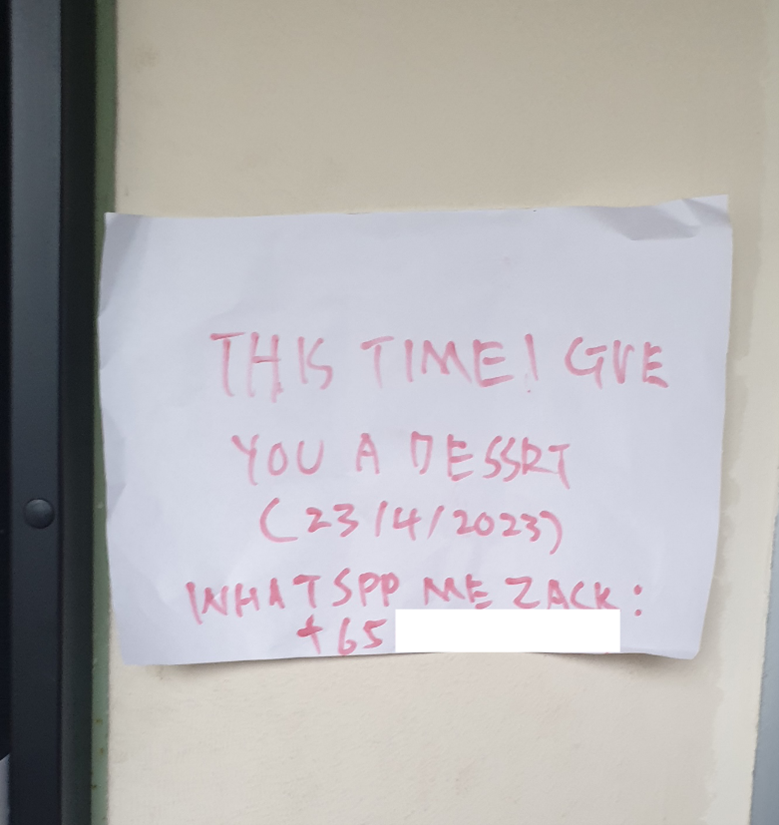 THIS TIME! GVE
YOU A DESSRT
(23/4/2023)
WHATSPP ME ZACK:
+65